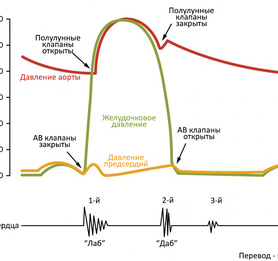 Полулунные
клапаны
закрыты
Полулунные
клапаны
открыты
Давление аорты
Желудочковое
давление
АВ клапаны
закрыты
Давление
предсердий
АВ клапаны
открыты
1-й
2-й
3-й
сердца
"Лаб"
"Даб"
Перевод -